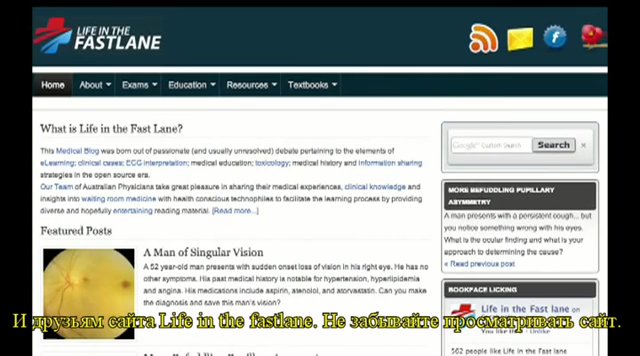 LIFE IN THE
FASTLANE
Home About Exams Education Resources Textbooks
What is Life in the Fast Lane?
This Medical Blog was born out of passionate (and usually unresolved) debate pertaining to the elements of
eLearning; clinical cases; ECG interpretation; medical education; toxicology; medical history and information sharing
strategies in the open source era.
Our Team of Australian Physicians take great pleasure in sharing their medical experiences, clinical knowledge and
insights into waiting room medicine with health conscious technophiles to facilitate the learning process by providing
diverse and hopefully entertaining reading material. [Read more...]
Featured Posts
A Man of Singular Vision
A 52 year-old man presents with sudden onset loss of vision in his right eye. He has no
other symptoms. His past medical history is notable for hypertension, hyperlipidemia
and angina. His medications include aspirin, atenolol, and atorvastatin. Can you make
the diagnosis and save this man's vision?
Google Custom Search Search ×
MORE BEFUDDLING PUPILLARY
ASYMMETRY
A man presents with a persistent cough... but
you notice something wrong with his eyes.
What is the ocular finding and what is your
approach to determining the cause?
« Read previous post
BOOKFACE LICKING
Life in the Fast lane on
Unlike
562 people like Life in the Fast lane
И друзьям сайта Life in the fastlane. Не забывайте просматривать сайт.